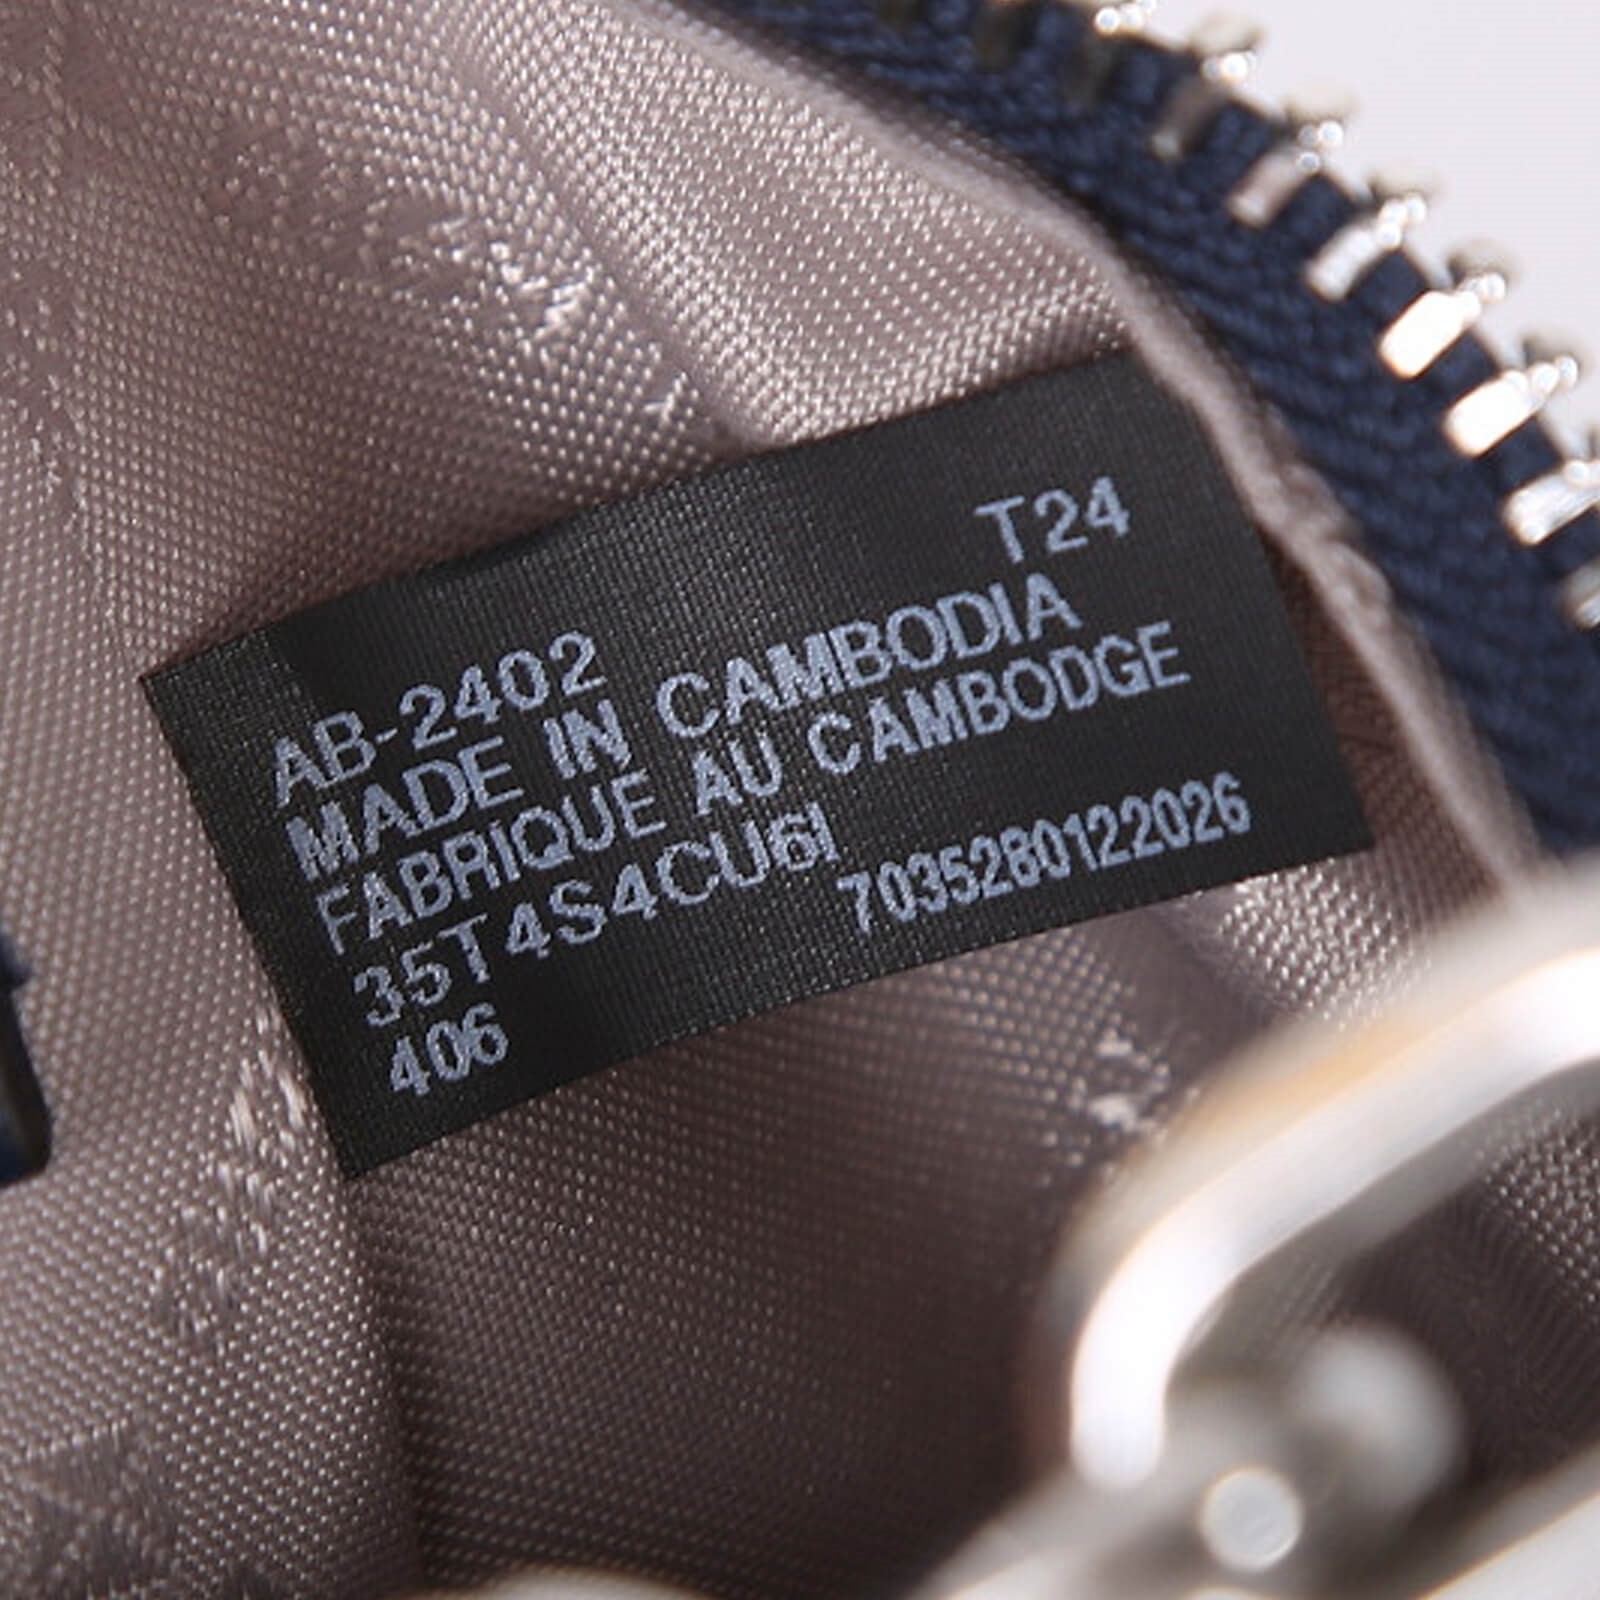 T24
AB-2402
MADE IN CAMBODIA
FABRIQUE AU CAMBODGE
35T4S4CU6I
7035280122026
406